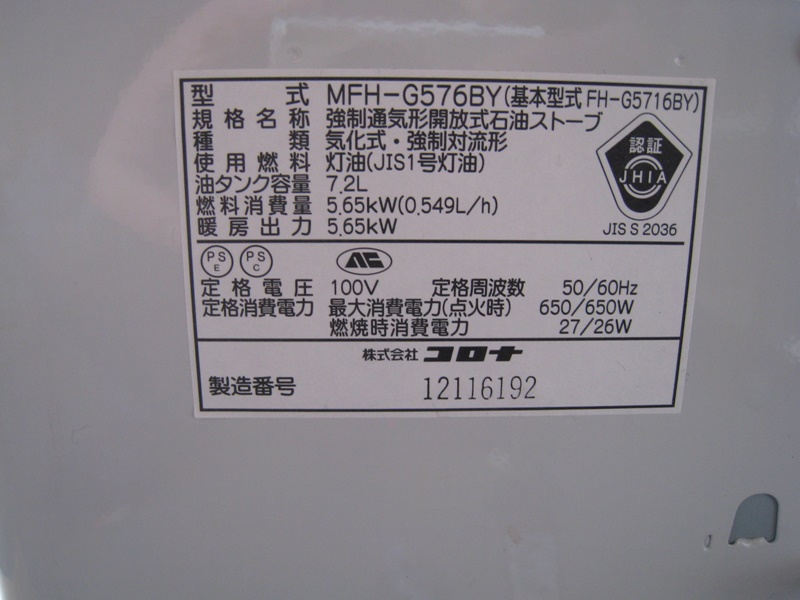 型 式 MFH-G576BY(基本型式 FH-G5716BY)
規格名称 強制通気形開放式石油ストーブ
種 類 気化式・強制対流形
使用燃料 灯油(JIS1号灯油)
油タンク容量 7.2L
燃料消費量 5.65kW(0.549L/h)
暖房出力 5.65kW
認証
JHIA
JIS S 2036
PS E PS C
定格電圧 100V 定格周波数 50/60Hz
定格消費電力 最大消費電力(点火時) 650/650W
燃焼時消費電力 27/26W
株式会社 コロナ
製造番号 12116192